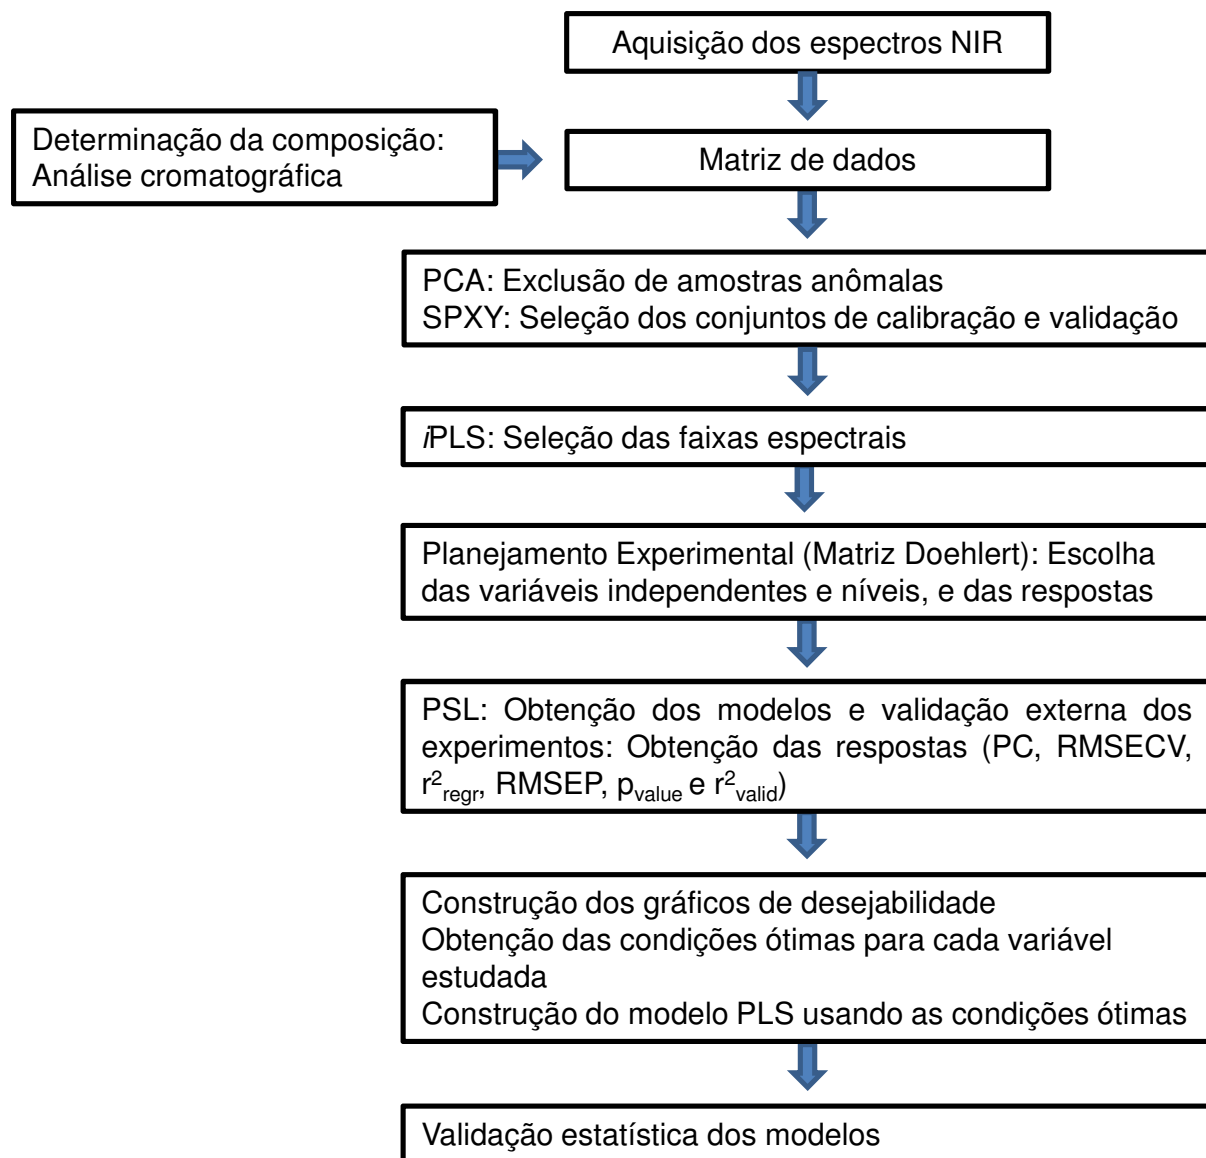 Aquisição dos espectros NIR
Determinação da composição:
Análise cromatográfica
Matriz de dados
PCA: Exclusão de amostras anômalas
SPXY: Seleção dos conjuntos de calibração e validação
iPLS: Seleção das faixas espectrais
Planejamento Experimental (Matriz Doehlert): Escolha
das variáveis independentes e níveis, e das respostas
PSL: Obtenção dos modelos e validação externa dos
experimentos: Obtenção das respostas (PC, RMSECV,
r²regr, RMSEP, pvalue e r²valid)
Construção dos gráficos de desejabilidade
Obtenção das condições ótimas para cada variável
estudada
Construção do modelo PLS usando as condições ótimas
Validação estatística dos modelos